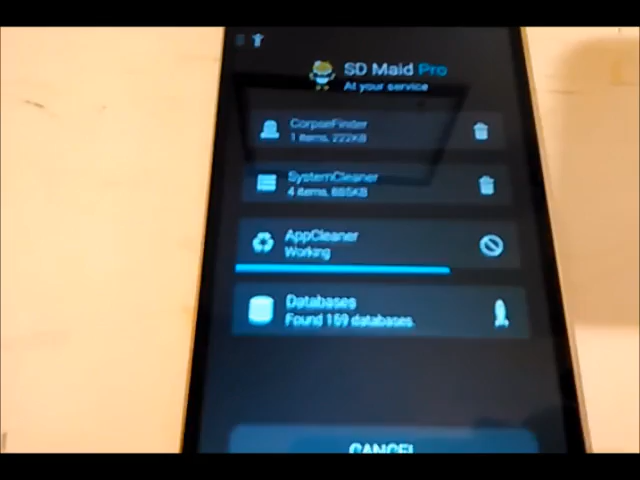 SD Maid Pro
At your service
CorpseFinder
1 items, 222KB
SystemCleaner
4 items, 885KB
AppCleaner
Working
Databases
Found 159 databases.
CANCEL